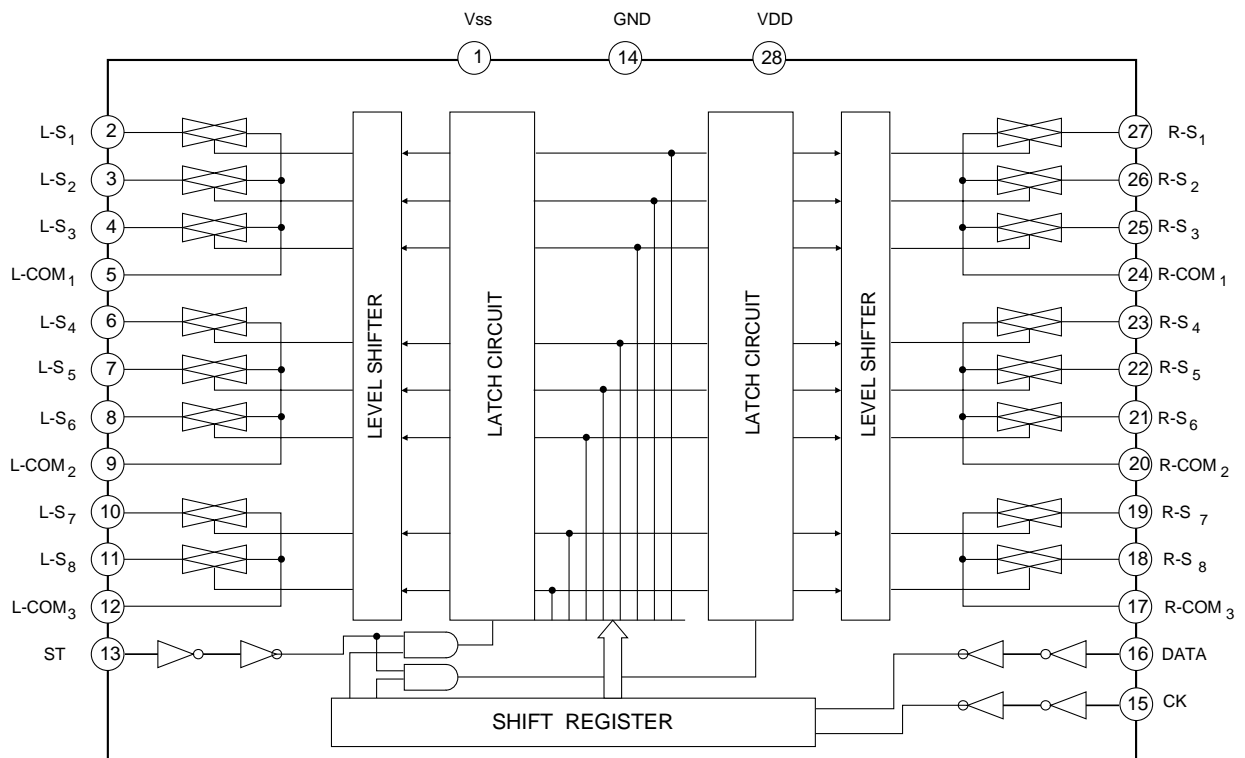 Vss GND VDD
1 14 28
L-S1 2 27 R-S1
L-S2 3 26 R-S2
L-S3 4 25 R-S3
L-COM1 5 24 R-COM1
L-S4 6 23 R-S4
L-S5 7 22 R-S5
L-S6 8 21 R-S6
L-COM2 9 20 R-COM2
L-S7 10 19 R-S7
L-S8 11 18 R-S8
L-COM3 12 17 R-COM3
LEVEL SHIFTER
LATCH CIRCUIT
LATCH CIRCUIT
LEVEL SHIFTER
ST 13 16 DATA
15 CK
SHIFT REGISTER